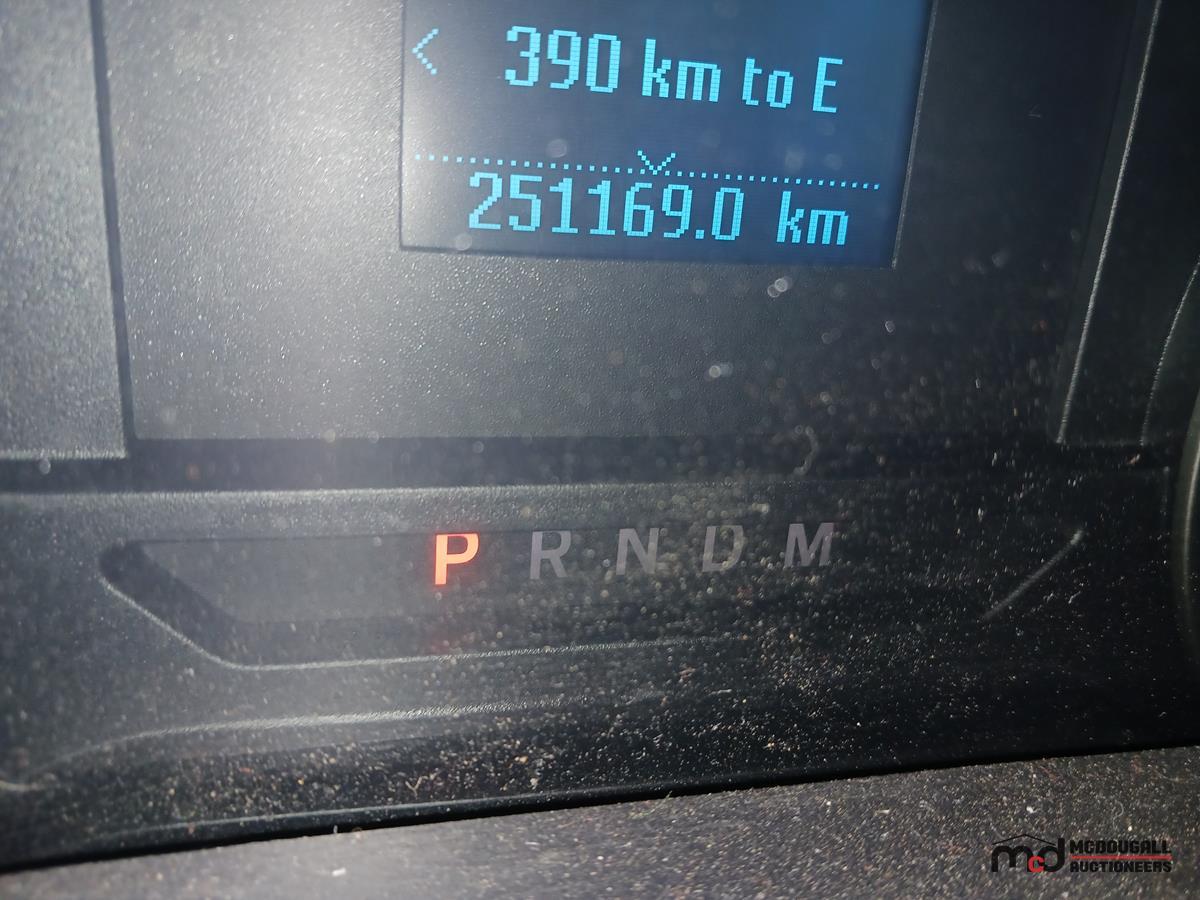 < 390 km to E
251169.0 km
P R N D M
mcd MCDOUGALL
AUCTIONEERS